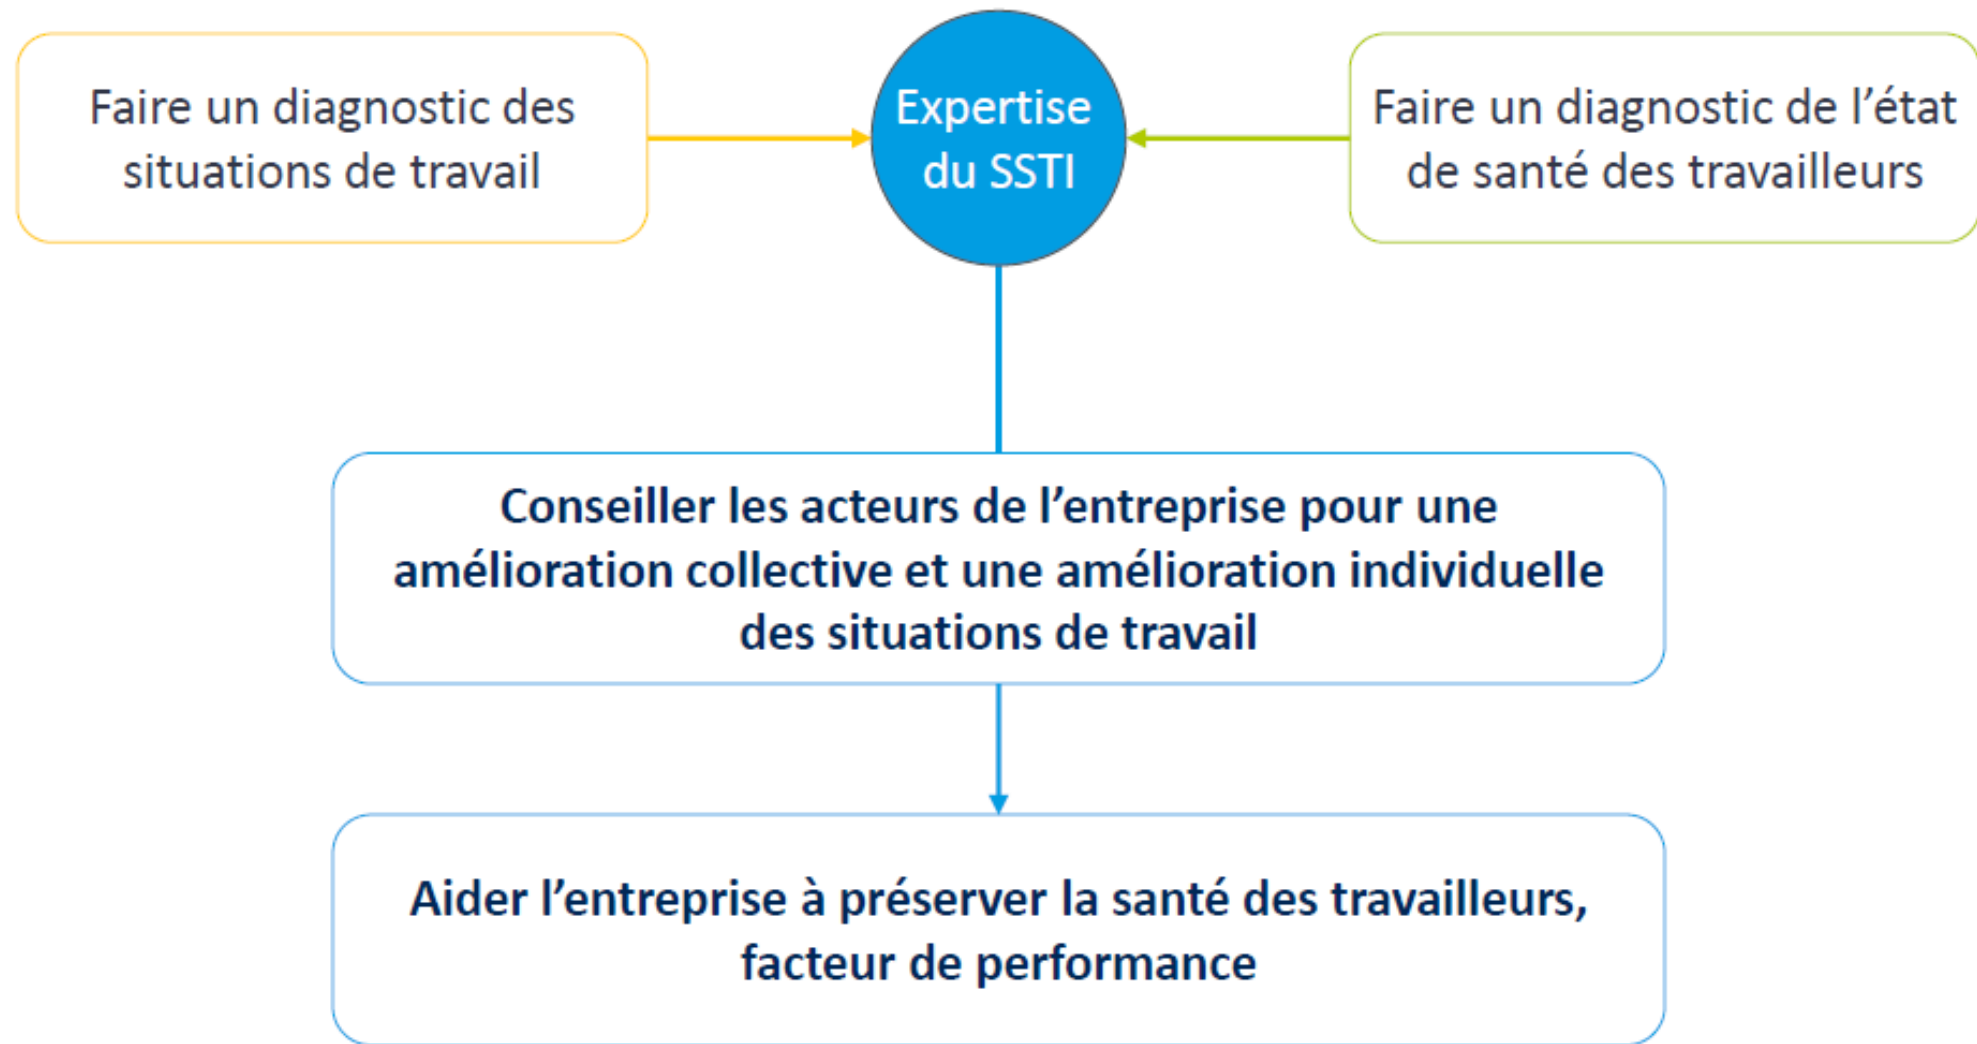 Faire un diagnostic des
situations de travail
Expertise
du SSTI
Faire un diagnostic de l’état
de santé des travailleurs
Conseiller les acteurs de l’entreprise pour une
amélioration collective et une amélioration individuelle
des situations de travail
Aider l’entreprise à préserver la santé des travailleurs,
facteur de performance